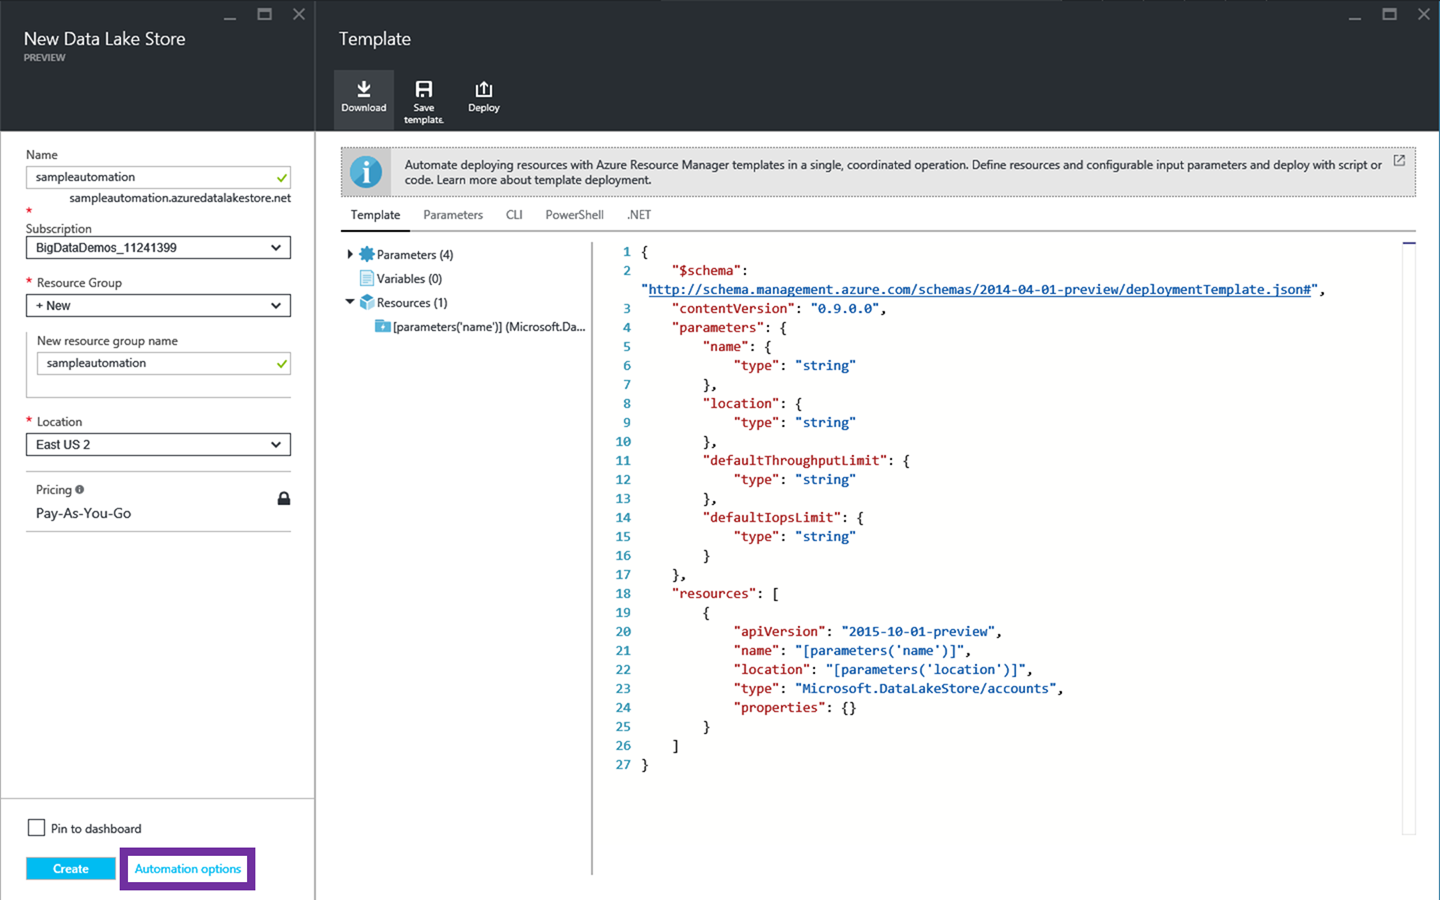 New Data Lake Store
PREVIEW
Name
sampleautomation
sampleautomation.azuredatalakestore.net
*
Subscription
BigDataDemos_11241399
* Resource Group
+ New
New resource group name
sampleautomation
* Location
East US 2
Pricing
Pay-As-You-Go
Pin to dashboard
Create
Automation options
Template
Download
Save
template.
Deploy
Automate deploying resources with Azure Resource Manager templates in a single, coordinated operation. Define resources and configurable input parameters and deploy with script or
code. Learn more about template deployment.
Template Parameters CLI PowerShell .NET
Parameters (4)
Variables (0)
Resources (1)
[parameters('name')] (Microsoft.Da...
1 {
2 "$schema":
"http://schema.management.azure.com/schemas/2014-04-01-preview/deploymentTemplate.json#",
3 "contentVersion": "0.9.0.0",
4 "parameters": {
5 "name": {
6 "type": "string"
7 },
8 "location": {
9 "type": "string"
10 },
11 "defaultThroughputLimit": {
12 "type": "string"
13 },
14 "defaultIopsLimit": {
15 "type": "string"
16 }
17 },
18 "resources": [
19 {
20 "apiVersion": "2015-10-01-preview",
21 "name": "[parameters('name')]",
22 "location": "[parameters('location')]",
23 "type": "Microsoft.DataLakeStore/accounts",
24 "properties": {}
25 }
26 ]
27 }